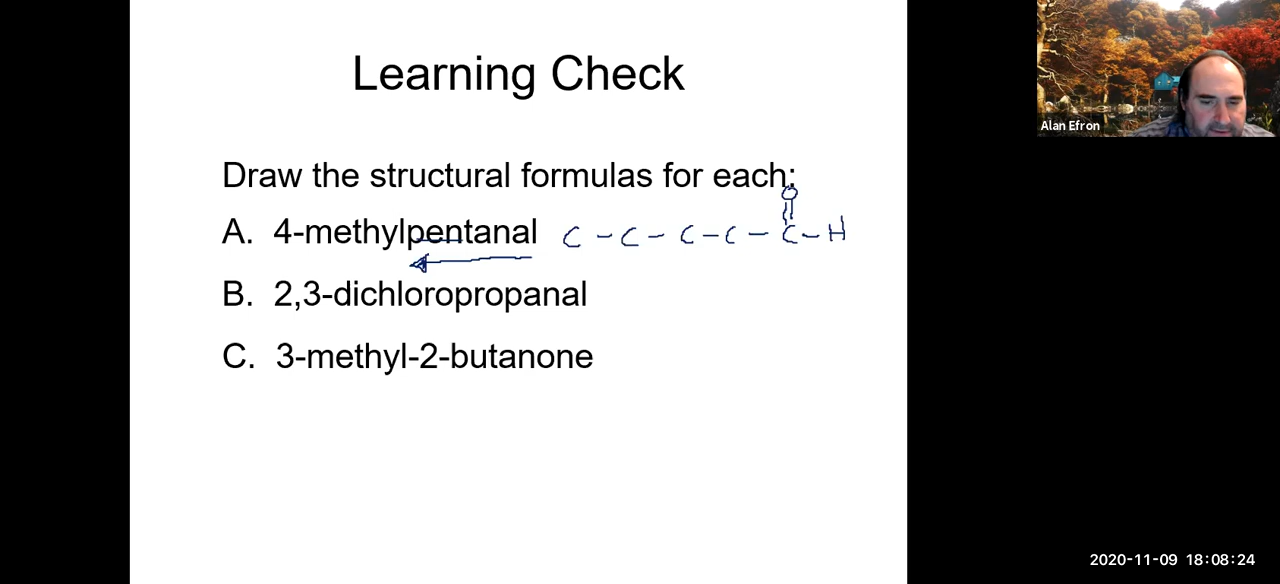 Learning Check
Alan Efron
Draw the structural formulas for each:
O
A. 4-methylpentanal C - C - C - C - C - H
B. 2,3-dichloropropanal
C. 3-methyl-2-butanone
2020-11-09 18:08:24